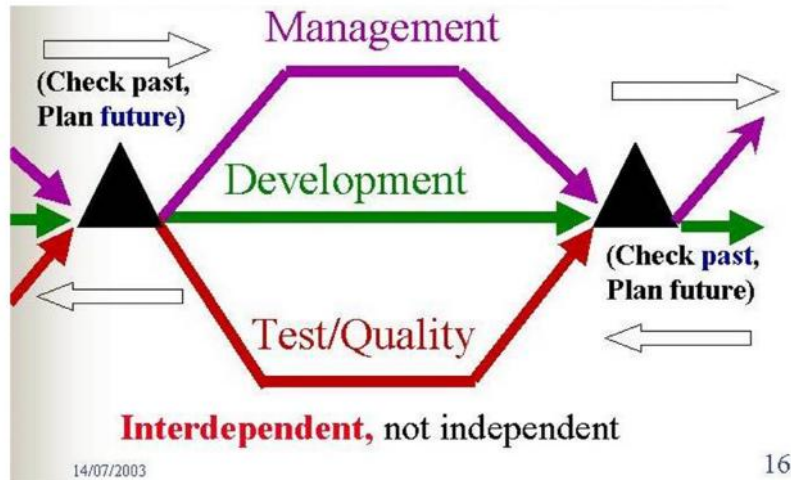 Management
(Check past,
Plan future)
Development
(Check past,
Plan future)
Test/Quality
Interdependent, not independent
14/07/2003
16